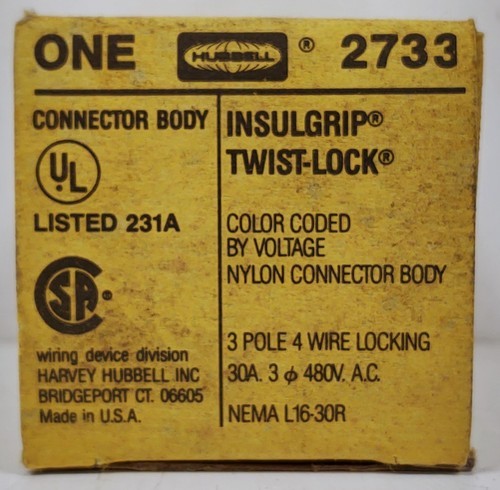 ONE HUBBELL ® 2733
CONNECTOR BODY
UL
LISTED 231A
CSA ®
wiring device division
HARVEY HUBBELL INC
BRIDGEPORT CT. 06605
Made in U.S.A.
INSULGRIP®
TWIST-LOCK®
COLOR CODED
BY VOLTAGE
NYLON CONNECTOR BODY
3 POLE 4 WIRE LOCKING
30A. 3 ϕ 480V. A.C.
NEMA L16-30R